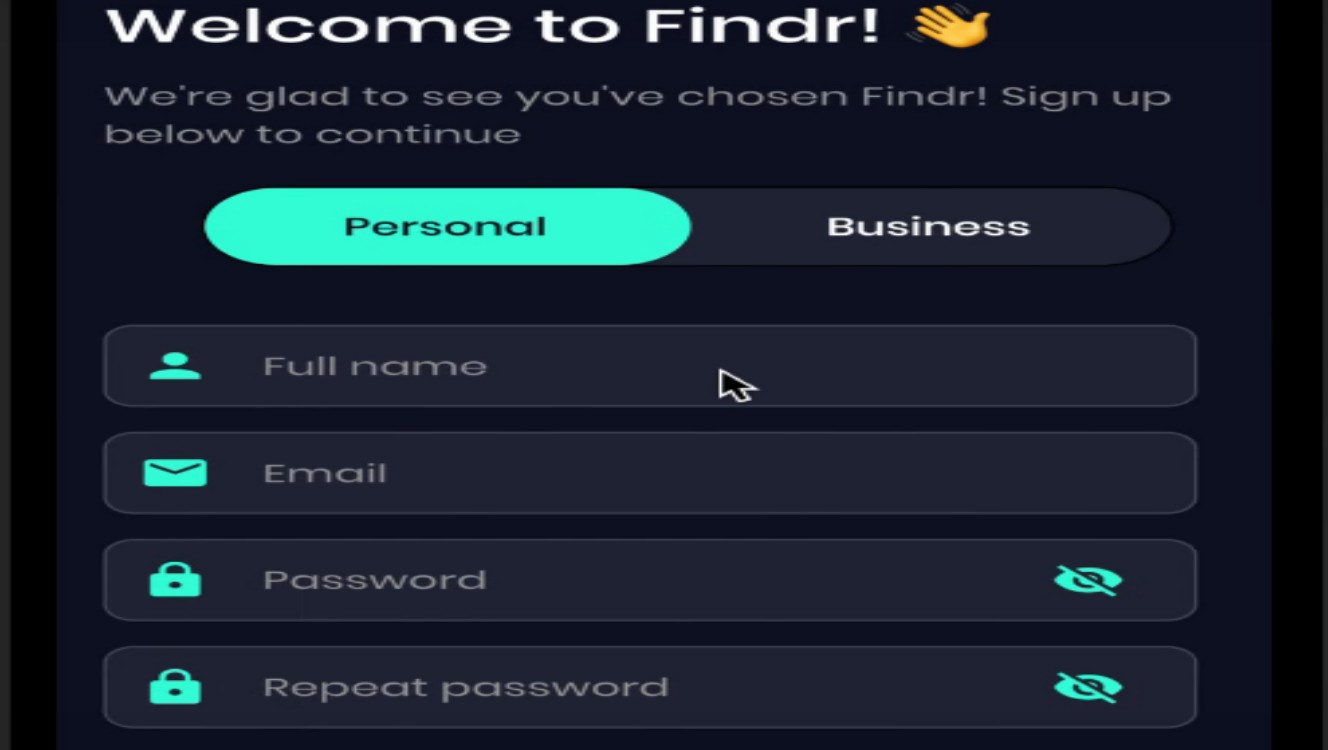 Welcome to Findr! 👋
We're glad to see you've chosen Findr! Sign up
below to continue
Personal
Business
Full name
Email
Password
Repeat password